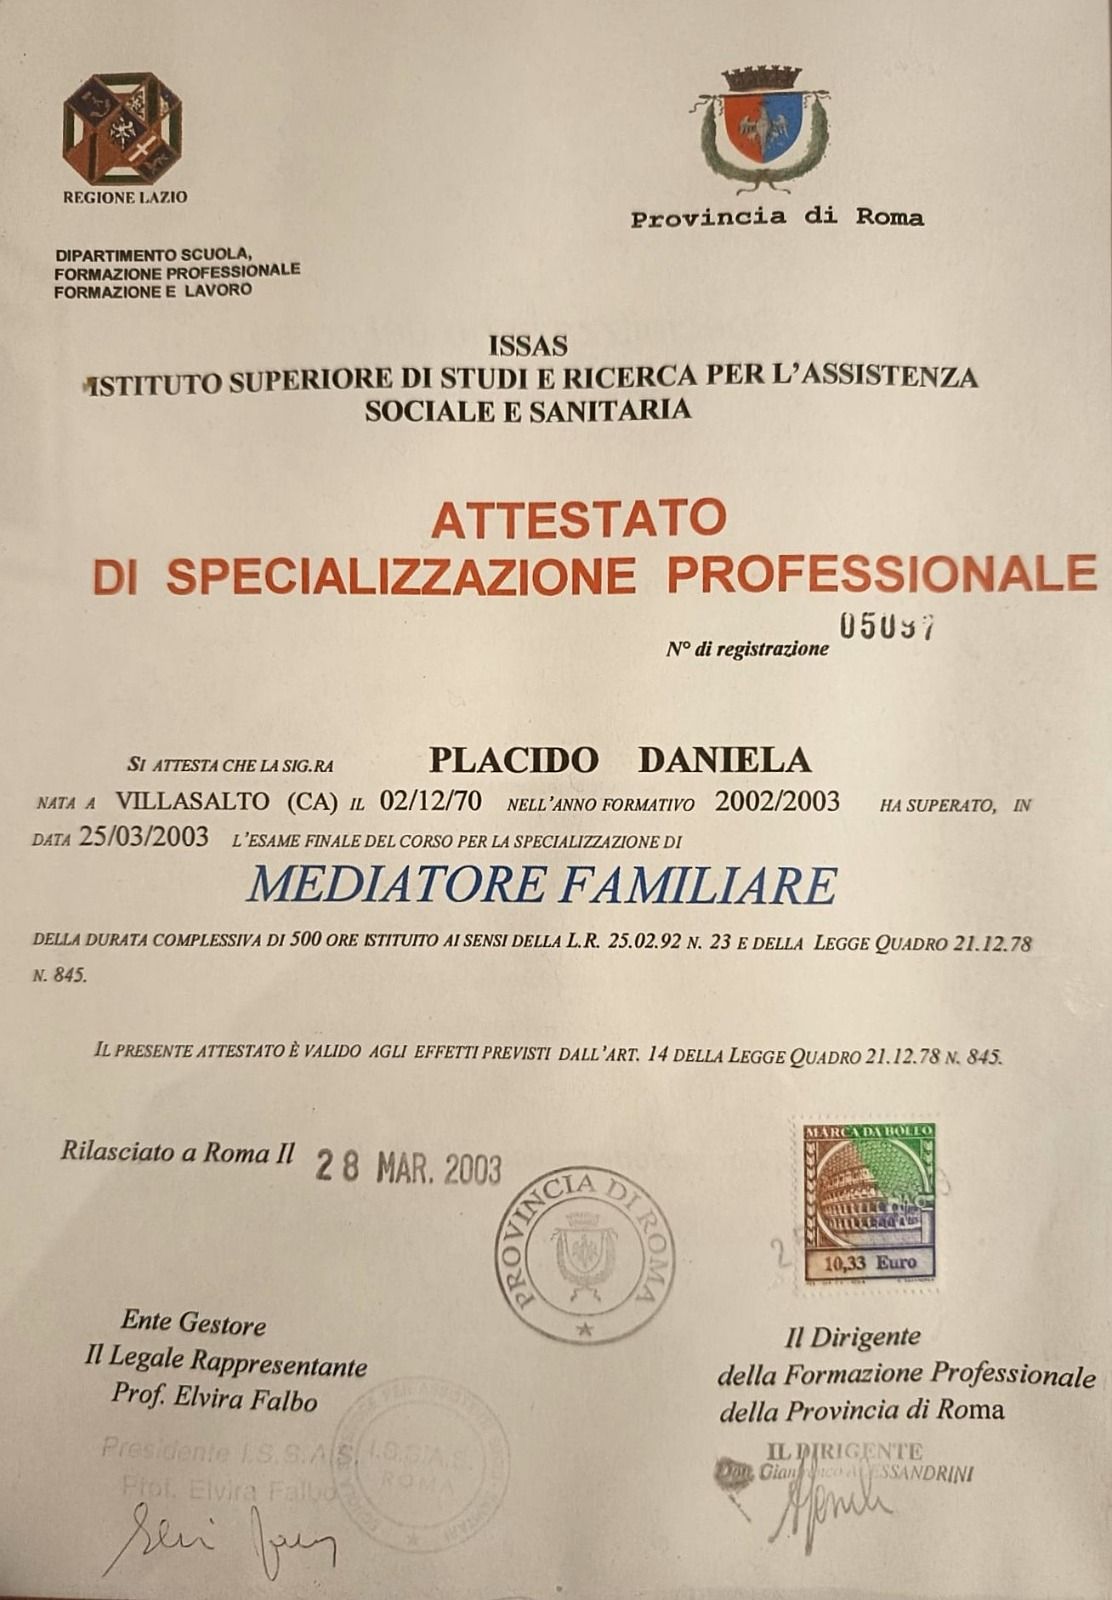 REGIONE LAZIO
Provincia di Roma
DIPARTIMENTO SCUOLA,
FORMAZIONE PROFESSIONALE
FORMAZIONE E LAVORO
ISSAS
ISTITUTO SUPERIORE DI STUDI E RICERCA PER L'ASSISTENZA
SOCIALE E SANITARIA
ATTESTATO
DI SPECIALIZZAZIONE PROFESSIONALE
N° di registrazione
SI ATTESTA CHE LA SIG.RA PLACIDO DANIELA
NATA A VILLASALTO (CA) IL 02/12/70 NELL'ANNO FORMATIVO 2002/2003 HA SUPERATO, IN
DATA 25/03/2003 L'ESAME FINALE DEL CORSO PER LA SPECIALIZZAZIONE DI
MEDIATORE FAMILIARE
DELLA DURATA COMPLESSIVA DI 500 ORE ISTITUITO AI SENSI DELLA L.R. 25.02.92 N. 23 E DELLA LEGGE QUADRO 21.12.78
N. 845.
IL PRESENTE ATTESTATO È VALIDO AGLI EFFETTI PREVISTI DALL'ART. 14 DELLA LEGGE QUADRO 21.12.78 N. 845.
MARCA DA BOLLO
Rilasciato a Roma Il 28 MAR. 2003
PROVINCIA DI ROMA
10,33 Euro
Ente Gestore
Il Legale Rappresentante
Prof. Elvira Falbo
Il Dirigente
della Formazione Professionale
della Provincia di Roma
Presidente I.S.S.A.S.
Prof. Elvira Falbo
I.S.S.A.S.
ROMA
IL DIRIGENTE
ALESSANDRINI